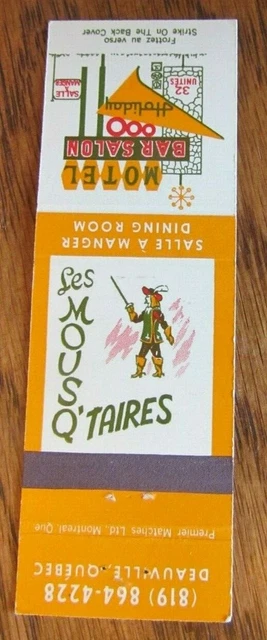 Strike On The Back Cover
Frottez au verso
32
UNITÉS
SALLE
À
MANGER
Holiday
BAR SALON
MOTEL
SALLE À MANGER
DINING ROOM
Les
MOUSQ'TAIRES
Premier Matches Ltd. Montreal Que
DEAUVILLE, QUÉBEC
(819) 864-4228